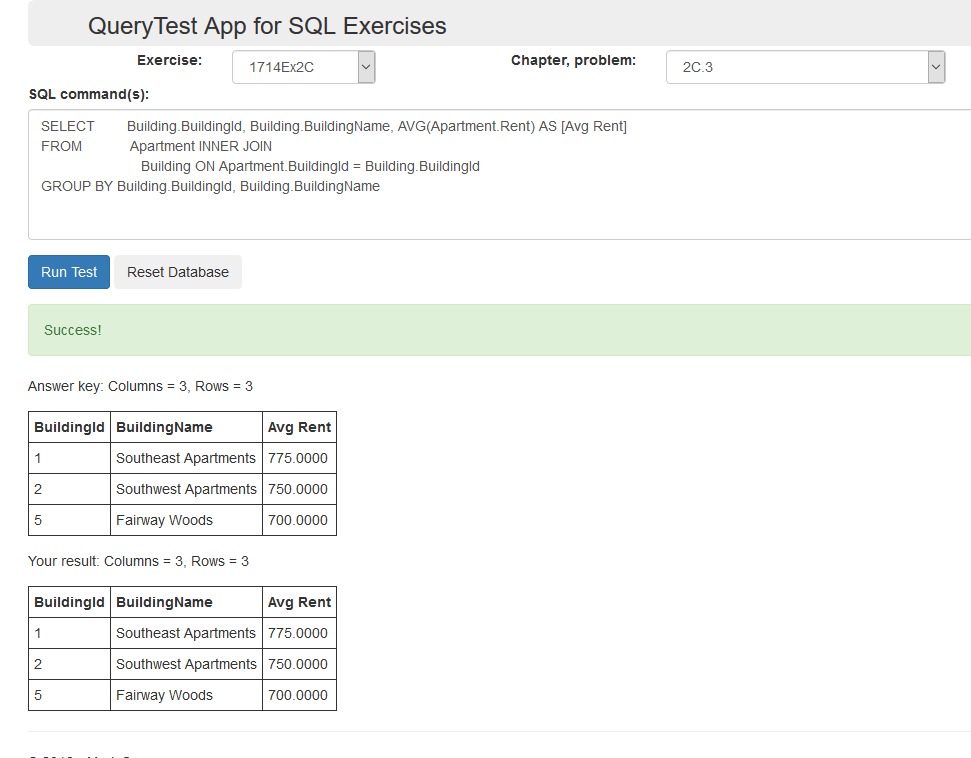 QueryTest App for SQL Exercises
Exercise: 1714Ex2C Chapter, problem: 2C.3
SQL command(s):
SELECT Building.BuildingId, Building.BuildingName, AVG(Apartment.Rent) AS [Avg Rent]
FROM Apartment INNER JOIN
Building ON Apartment.BuildingId = Building.BuildingId
GROUP BY Building.BuildingId, Building.BuildingName
Run Test Reset Database
Success!
Answer key: Columns = 3, Rows = 3
BuildingId BuildingName Avg Rent
1 Southeast Apartments 775.0000
2 Southwest Apartments 750.0000
5 Fairway Woods 700.0000
Your result: Columns = 3, Rows = 3
BuildingId BuildingName Avg Rent
1 Southeast Apartments 775.0000
2 Southwest Apartments 750.0000
5 Fairway Woods 700.0000